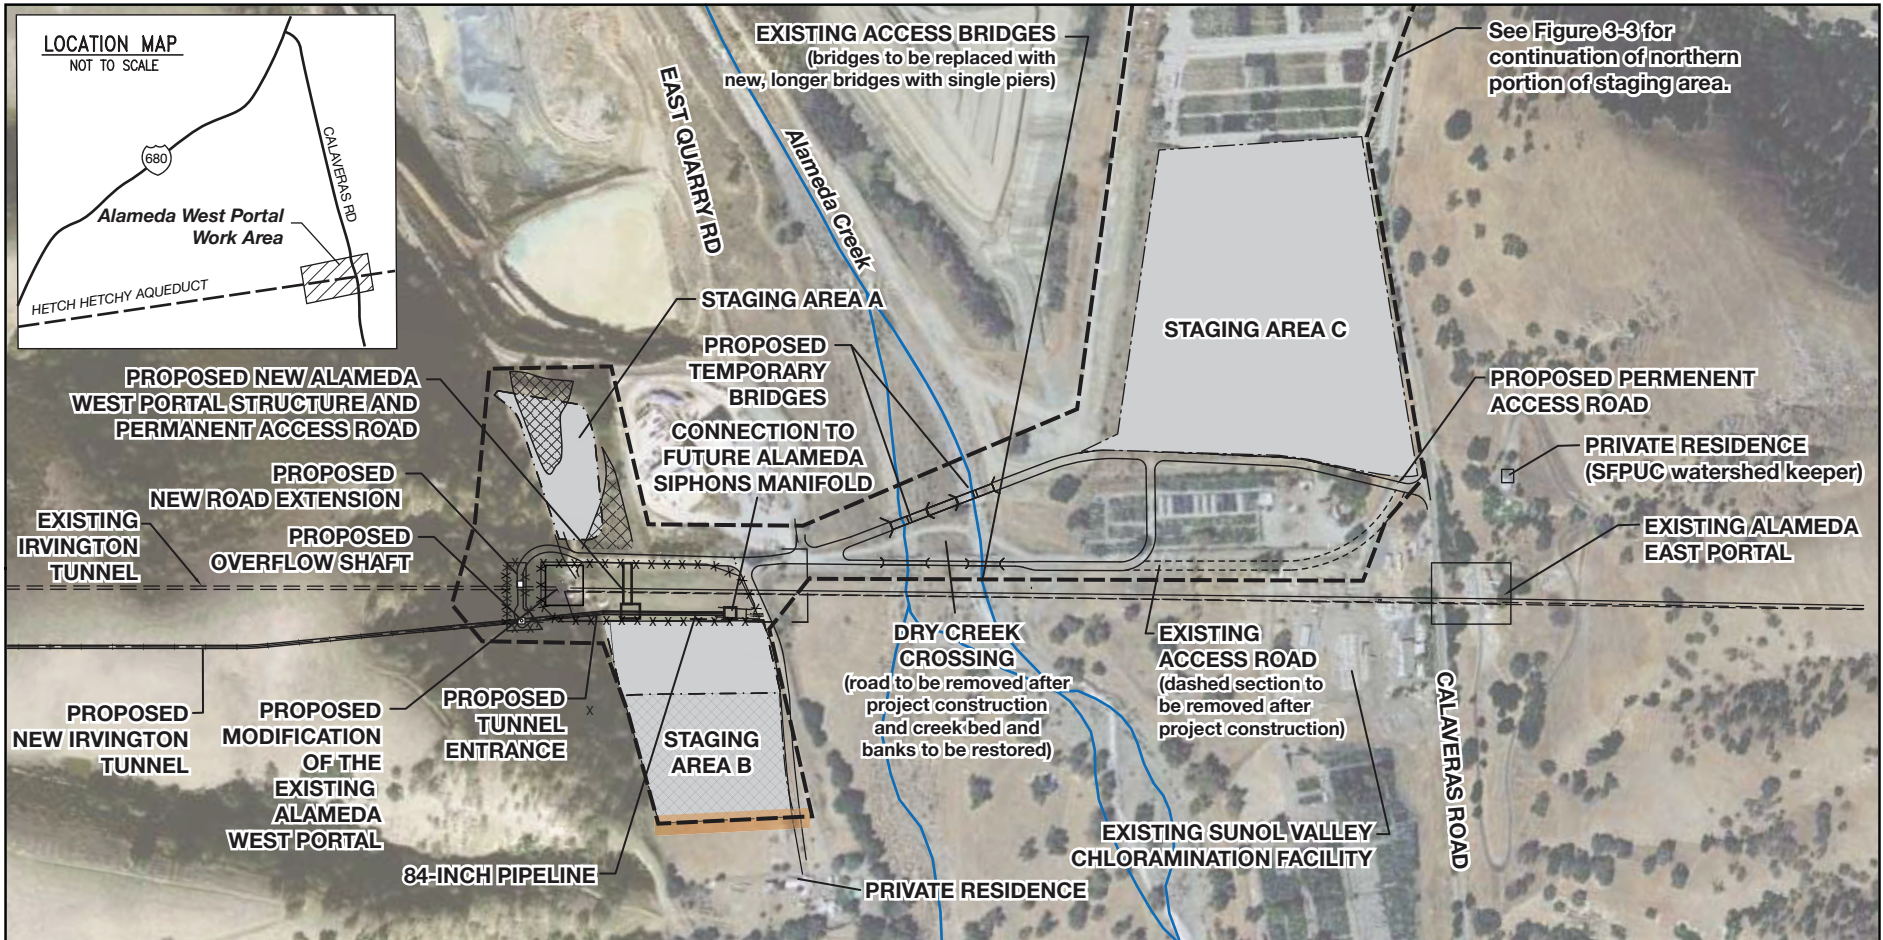 LOCATION MAP
NOT TO SCALE
680
CALAVERAS RD
Alameda West Portal
Work Area
HETCH HETCHY AQUEDUCT
EXISTING ACCESS BRIDGES
(bridges to be replaced with
new, longer bridges with single piers)
See Figure 3-3 for
continuation of northern
portion of staging area.
EAST QUARRY RD
Alameda Creek
STAGING AREA A
STAGING AREA C
PROPOSED
TEMPORARY
BRIDGES
PROPOSED NEW ALAMEDA
WEST PORTAL STRUCTURE AND
PERMANENT ACCESS ROAD
PROPOSED PERMENENT
ACCESS ROAD
CONNECTION TO
FUTURE ALAMEDA
SIPHONS MANIFOLD
PRIVATE RESIDENCE
(SFPUC watershed keeper)
PROPOSED
NEW ROAD EXTENSION
EXISTING
IRVINGTON
TUNNEL
PROPOSED
OVERFLOW SHAFT
EXISTING ALAMEDA
EAST PORTAL
DRY CREEK
CROSSING
(road to be removed after
project construction
and creek bed and
banks to be restored)
EXISTING
ACCESS ROAD
(dashed section to
be removed after
project construction)
PROPOSED
NEW IRVINGTON
TUNNEL
PROPOSED
MODIFICATION
OF THE
EXISTING
ALAMEDA
WEST PORTAL
PROPOSED
TUNNEL
ENTRANCE
STAGING
AREA B
CALAVERAS ROAD
EXISTING SUNOL VALLEY
CHLORAMINATION FACILITY
84-INCH PIPELINE
PRIVATE RESIDENCE